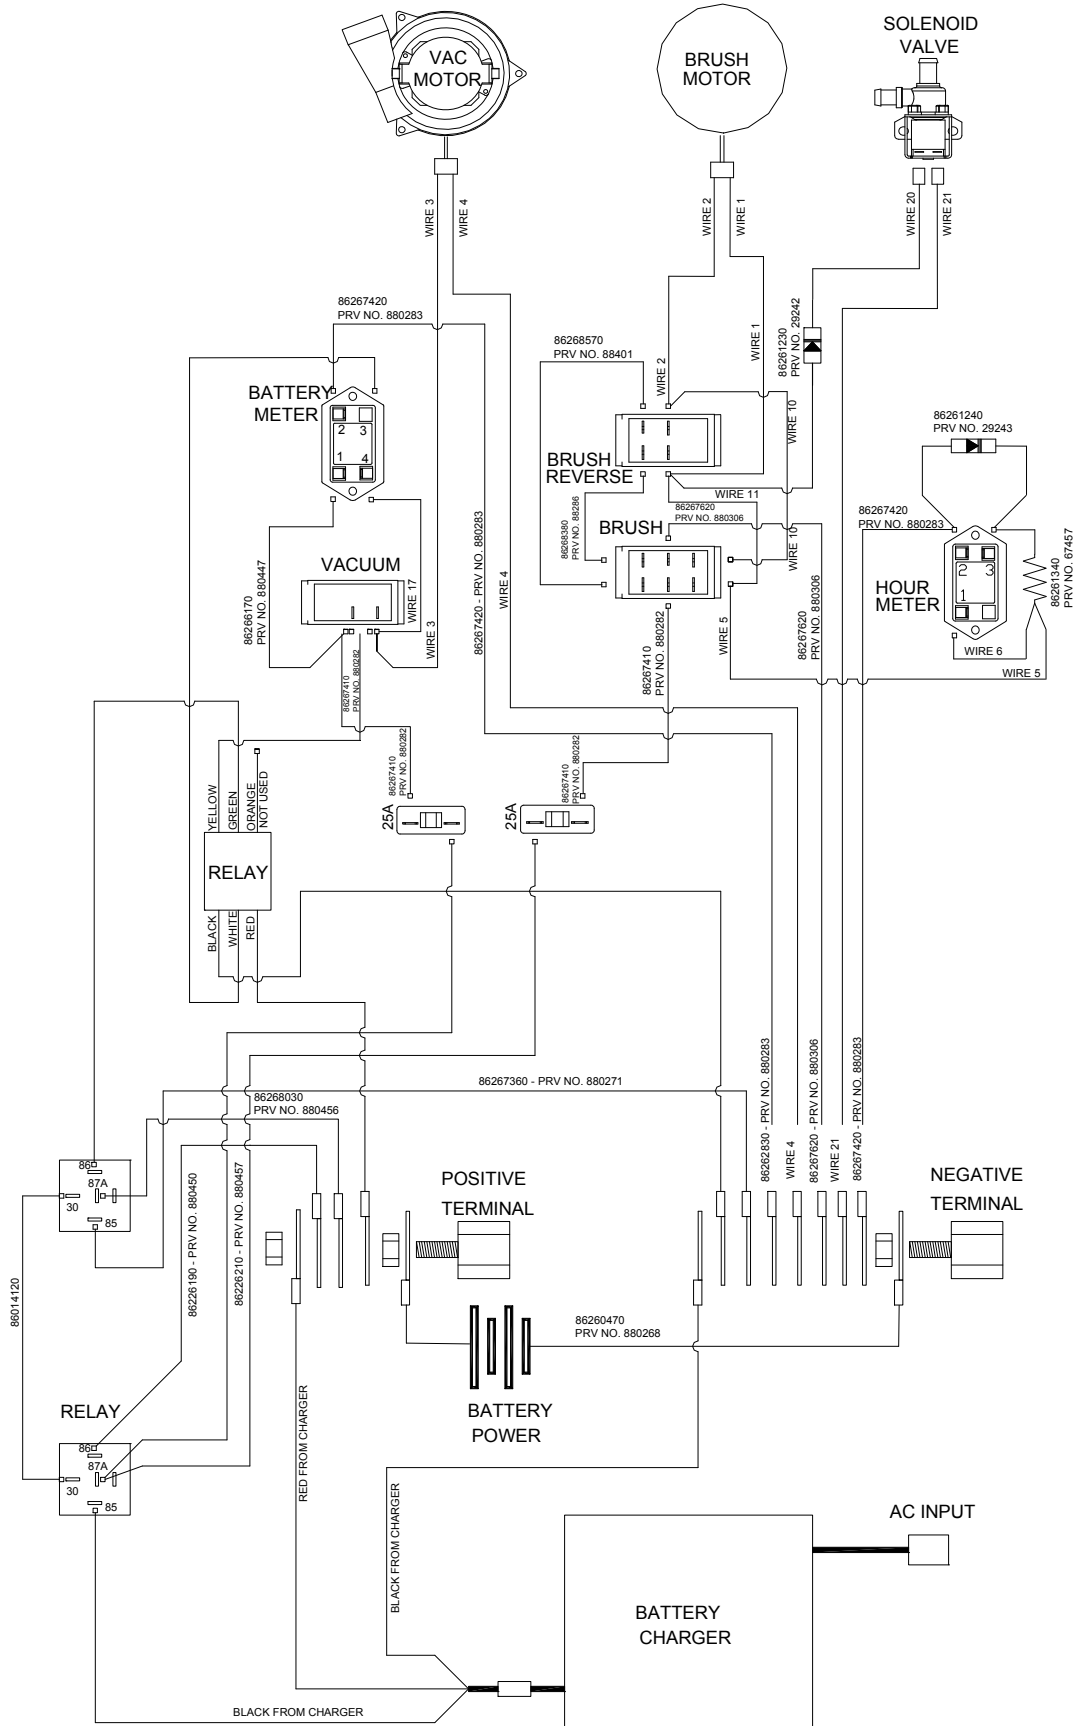 SOLENOID
VALVE
VAC
MOTOR
BRUSH
MOTOR
WIRE 3
WIRE 4
WIRE 2
WIRE 1
WIRE 20
WIRE 21
86267420
PRV NO. 880283
86268570
PRV NO. 88401
WIRE 2
WIRE 1
86261230
PRV NO. 29242
BATTERY
METER
2 3
1 4
WIRE 10
86261240
PRV NO. 29243
BRUSH
REVERSE
WIRE 11
86267620
PRV NO. 880306
86268380
PRV NO. 88286
BRUSH
WIRE 10
86267420
PRV NO. 880283
HOUR
METER
2 3
1
86261340
PRV NO. 67457
WIRE 6
WIRE 5
VACUUM
86266170
PRV NO. 880447
WIRE 17
WIRE 3
86267420 - PRV NO. 880283
WIRE 4
86267410
PRV NO. 880282
86267410
PRV NO. 880282
WIRE 5
86267620
PRV NO. 880306
86267410
PRV NO. 880282
86267410
PRV NO. 880282
YELLOW
GREEN
ORANGE
NOT USED
25A
25A
RELAY
BLACK
WHITE
RED
86267360 - PRV NO. 880271
86268030
PRV NO. 880456
86262830 - PRV NO. 880283
WIRE 4
86267620 - PRV NO. 880306
WIRE 21
86267420 - PRV NO. 880283
86
87A
30
85
86226190 - PRV NO. 880450
86226210 - PRV NO. 880457
POSITIVE
TERMINAL
NEGATIVE
TERMINAL
86014120
86260470
PRV NO. 880268
BATTERY
POWER
RELAY
86
87A
30
85
RED FROM CHARGER
BLACK FROM CHARGER
AC INPUT
BATTERY
CHARGER
BLACK FROM CHARGER